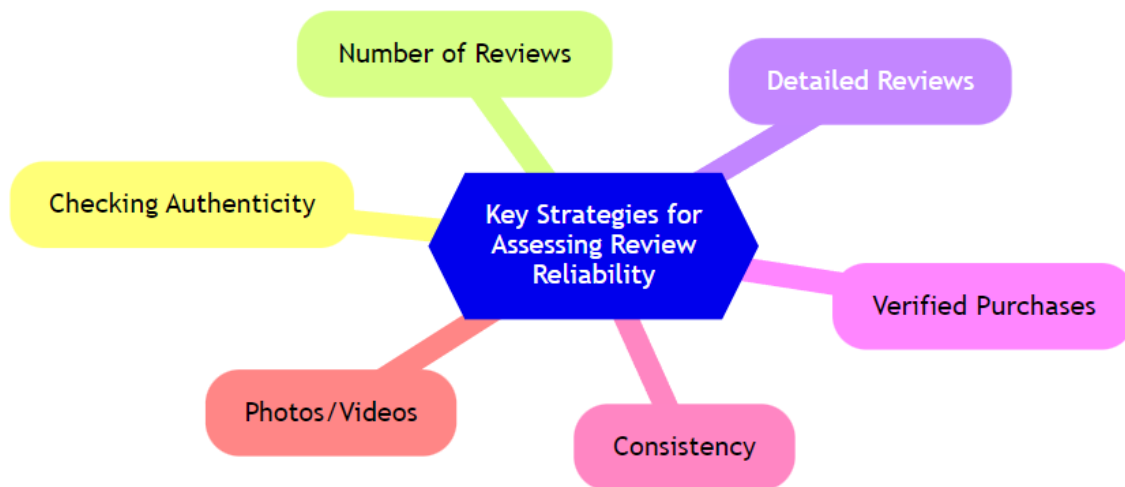 Number of Reviews
Detailed Reviews
Checking Authenticity
Key Strategies for
Assessing Review
Reliability
Verified Purchases
Photos/Videos
Consistency